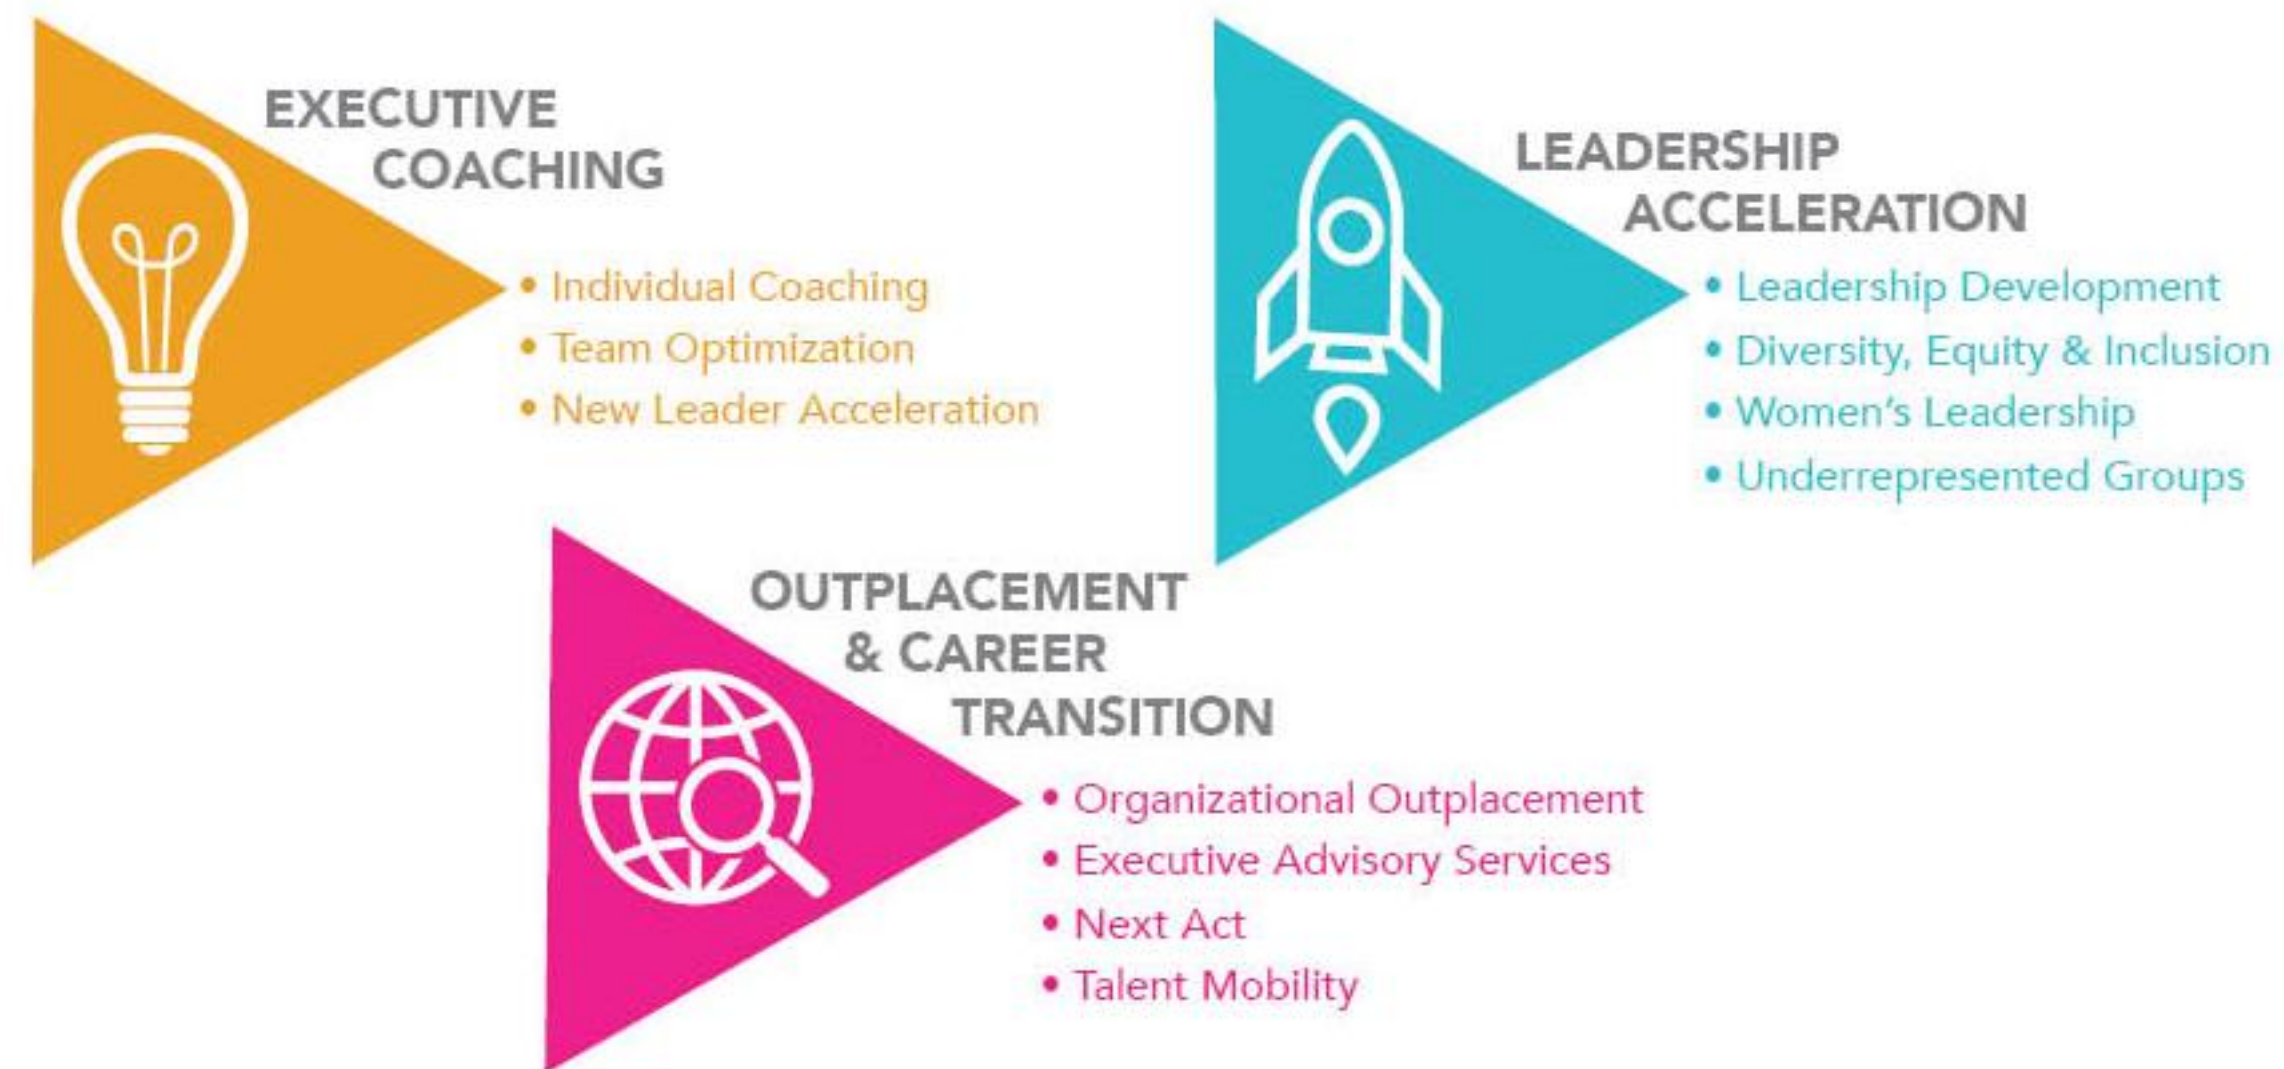 EXECUTIVE
COACHING
• Individual Coaching
• Team Optimization
• New Leader Acceleration
LEADERSHIP
ACCELERATION
• Leadership Development
• Diversity, Equity & Inclusion
• Women’s Leadership
• Underrepresented Groups
OUTPLACEMENT
& CAREER
TRANSITION
• Organizational Outplacement
• Executive Advisory Services
• Next Act
• Talent Mobility